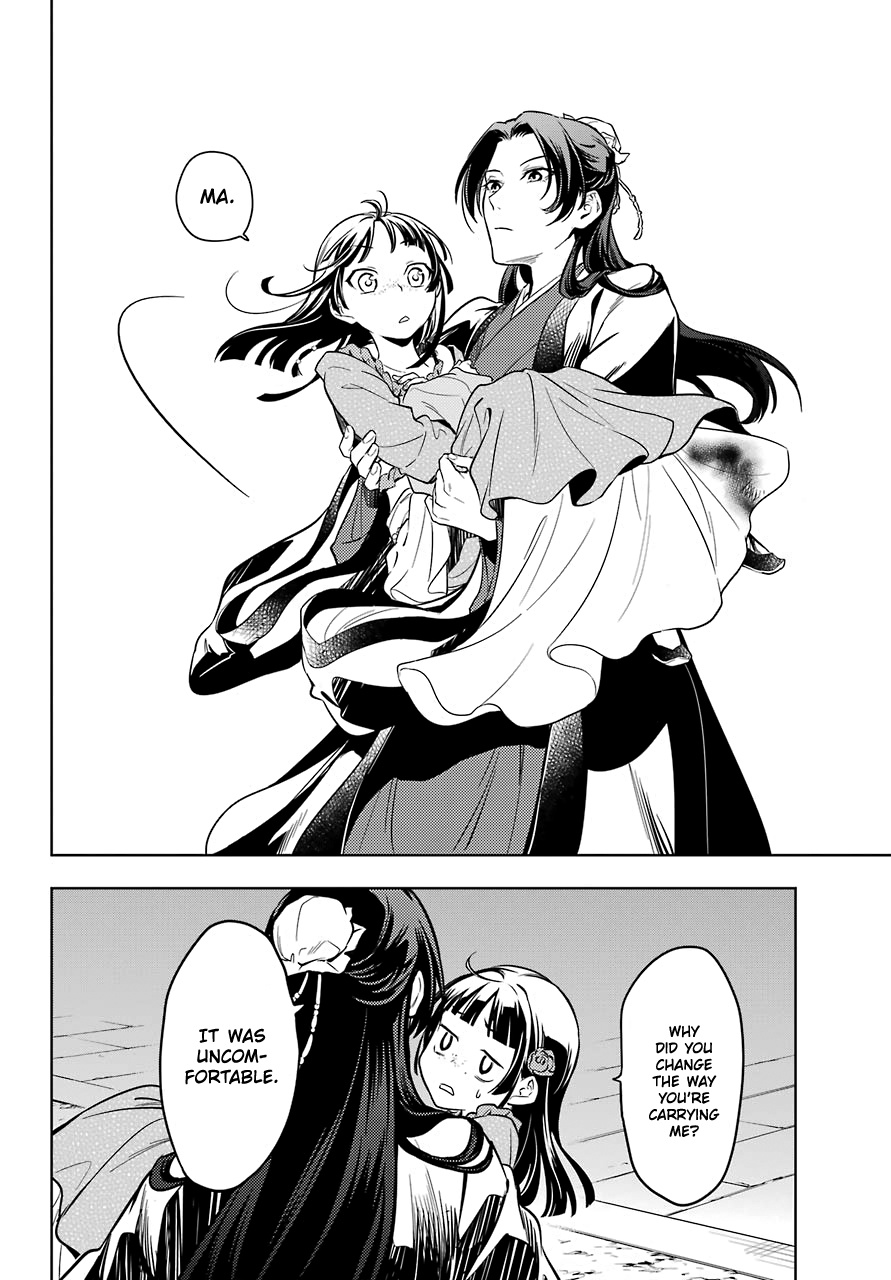 MA.
WHY
DID YOU
CHANGE
THE WAY
YOU'RE
CARRYING
ME?
IT WAS
UNCOM-
FORTABLE.